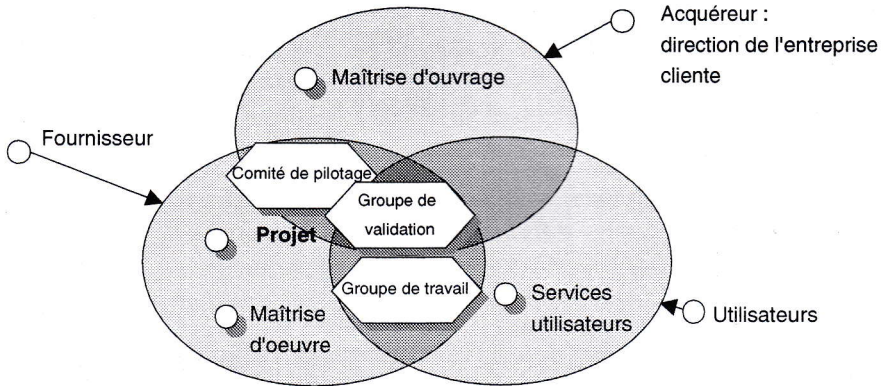 Acquéreur :
direction de l'entreprise
cliente
Maîtrise d'ouvrage
Fournisseur
Comité de pilotage
Groupe de
validation
Projet
Groupe de travail
Services
utilisateurs
Maîtrise
d'oeuvre
Utilisateurs